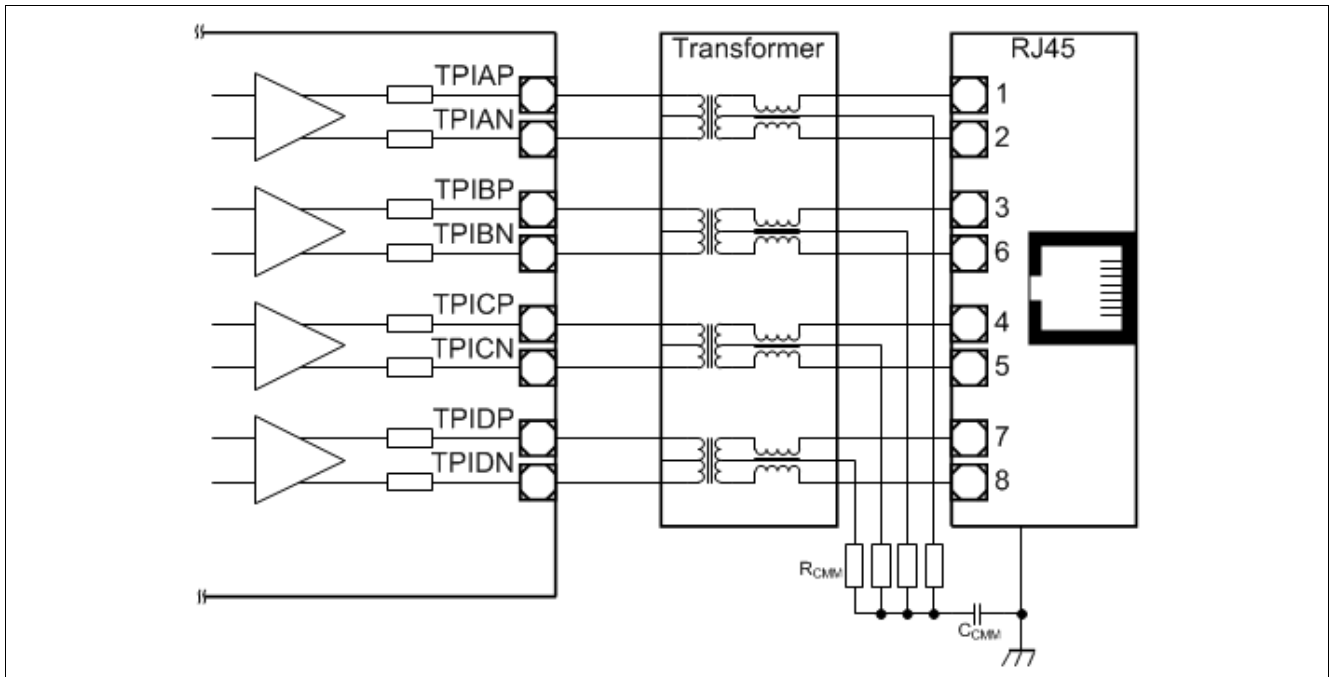 Transformer
RJ45
TPIAP
1
TPIAN
2
TPIBP
3
TPIBN
6
TPICP
4
TPICN
5
TPIDP
7
TPIDN
8
RCMM
CCMM